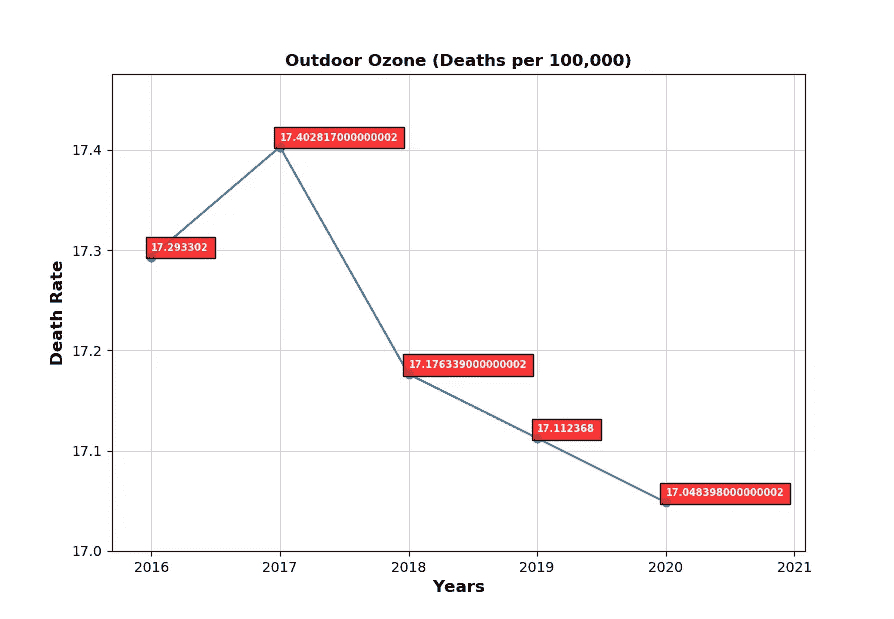 Outdoor Ozone (Deaths per 100,000)
17.4
17.402817000000002
17.3
17.293302
17.2
17.176339000000002
17.1
17.112368
17.048398000000002
17.0
Death Rate
2016 2017 2018 2019 2020 2021
Years